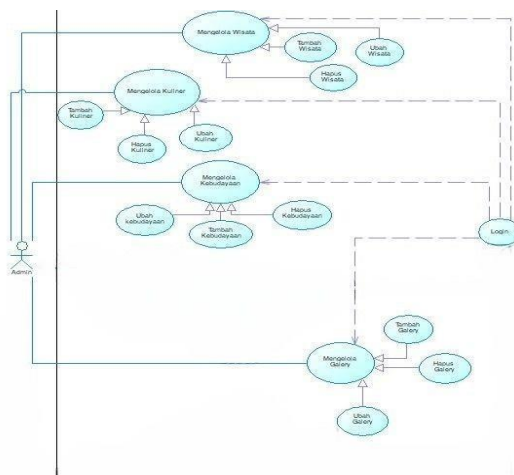 Mengelola Wisata
Tambah
Wisata
Ubah
Wisata
Hapus
Wisata
Mengelola Kuliner
Tambah
Kuliner
Ubah
Kuliner
Hapus
Kuliner
Mengelola
Kebudayaan
Ubah
kebudayaan
Hapus
Kebudayaan
Tambah
Kebudayaan
Login
Admin
Tambah
Galery
Mengelola
Galery
Hapus
Galery
Ubah
Galery